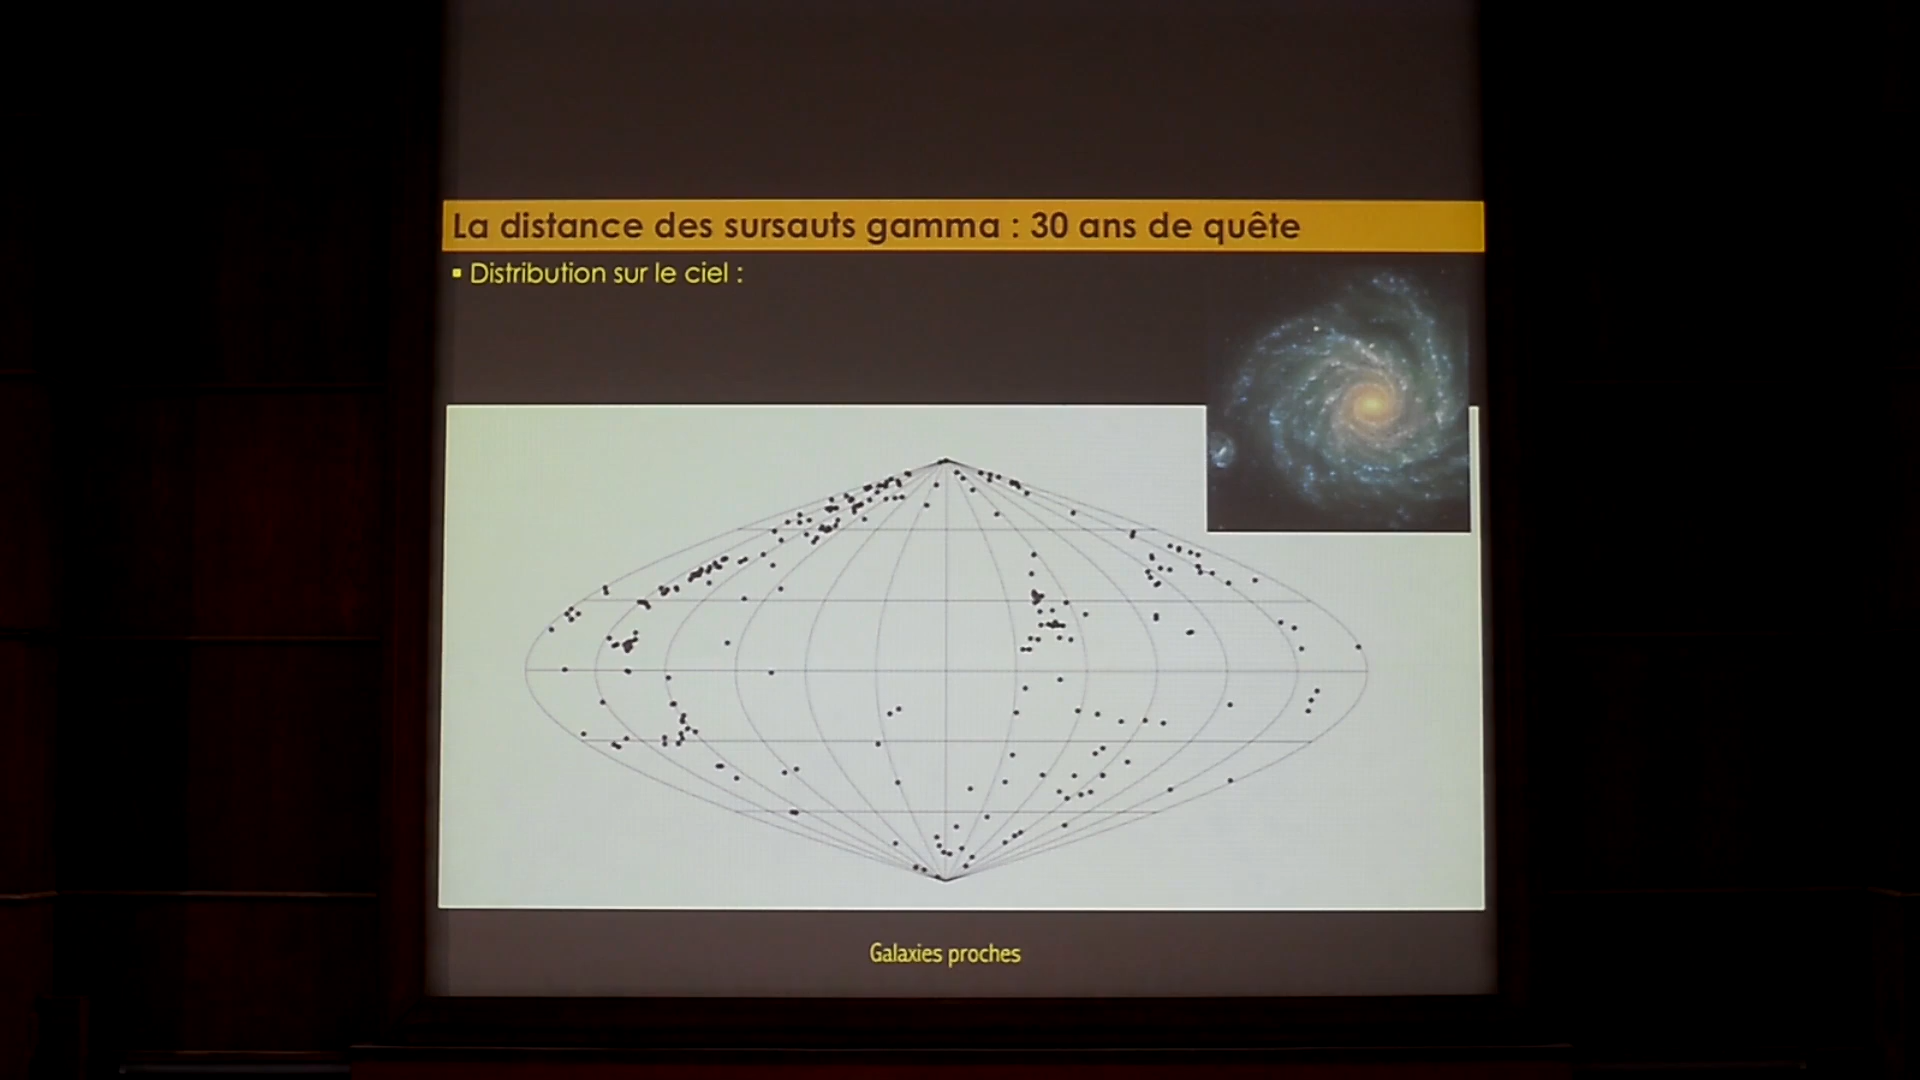 La distance des sursauts gamma : 30 ans de quête
▪ Distribution sur le ciel :
Galaxies proches